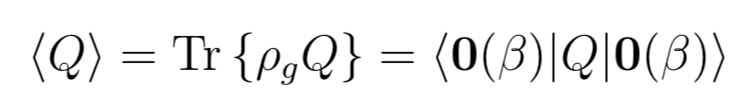 ⟨Q⟩ = Tr {ρ_g Q} = ⟨𝟎(β)|Q|𝟎(β)⟩